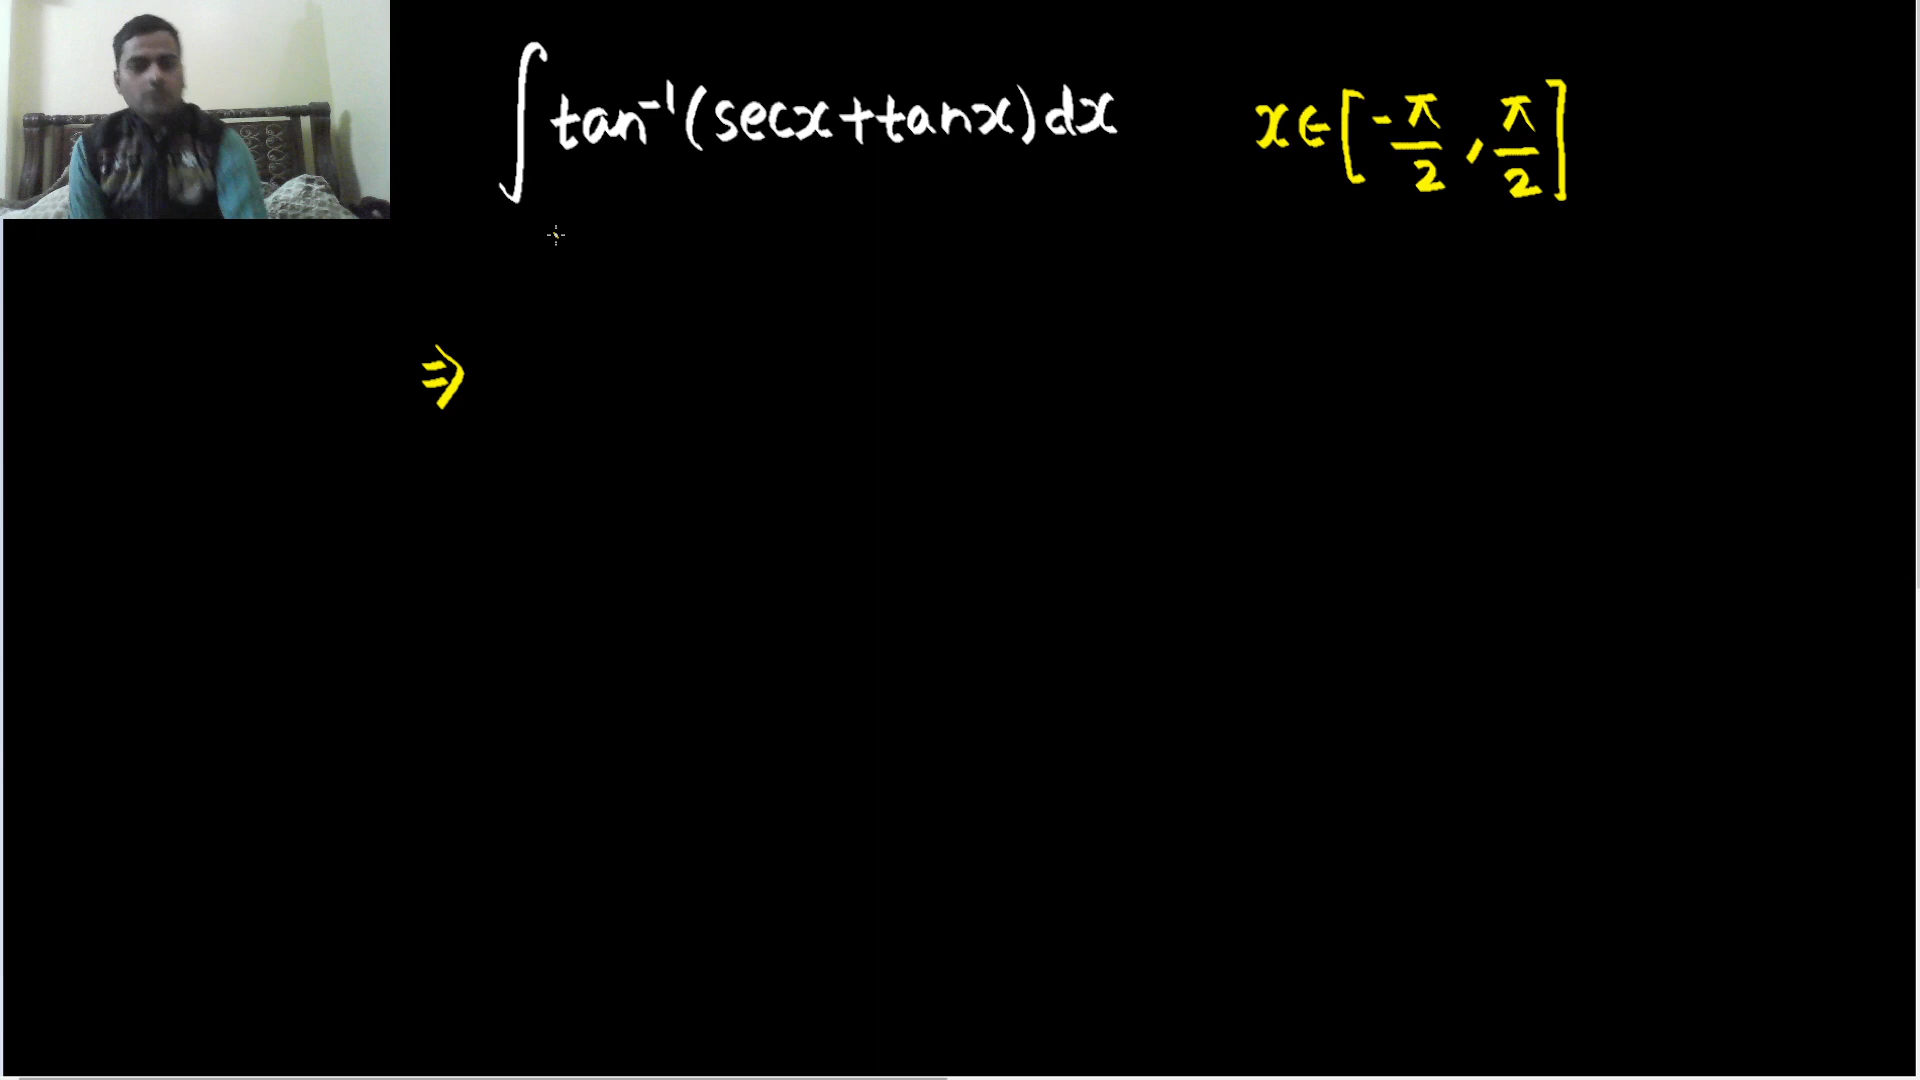 ∫ tan⁻¹(secx+tanx)dx x∈[-π/2, π/2]
⇒